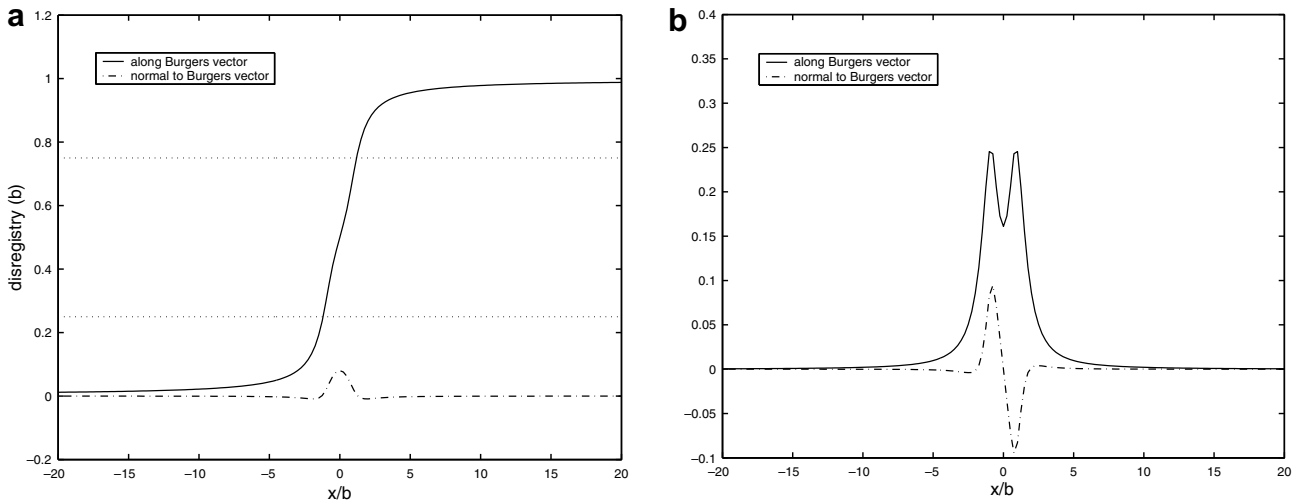 a
1.2
1
0.8
0.6
0.4
0.2
0
−0.2
disregistry (b)
along Burgers vector
normal to Burgers vector
−20 −15 −10 −5 0 5 10 15 20
x/b
b
0.4
0.35
0.3
0.25
0.2
0.15
0.1
0.05
0
−0.05
−0.1
along Burgers vector
normal to Burgers vector
−20 −15 −10 −5 0 5 10 15 20
x/b